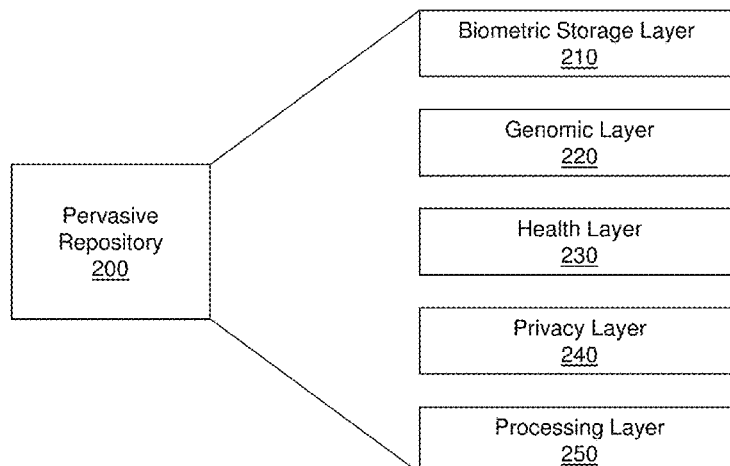 Biometric Storage Layer
210
Genomic Layer
220
Pervasive
Repository
200
Health Layer
230
Privacy Layer
240
Processing Layer
250